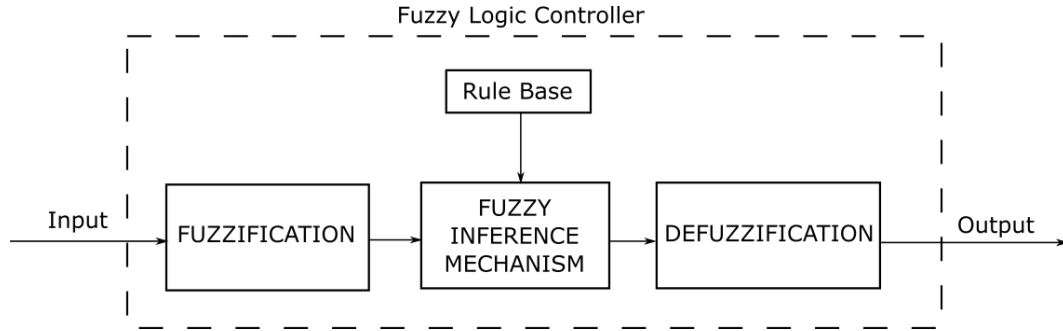 Fuzzy Logic Controller
Rule Base
Input
FUZZIFICATION
FUZZY
INFERENCE
MECHANISM
DEFUZZIFICATION
Output